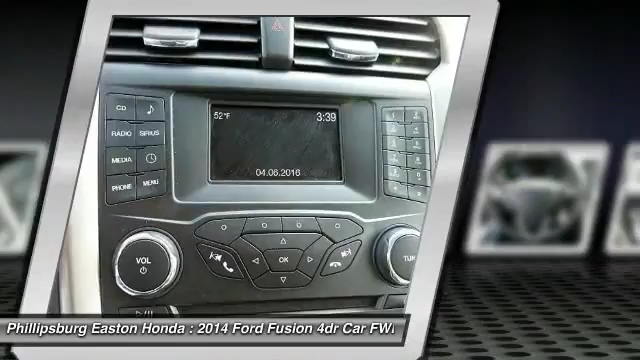 CD
RADIO SIRIUS
MEDIA
PHONE MENU
52°F 3:39
04.06.2016
VOL
OK
TUN
Phillipsburg Easton Honda : 2014 Ford Fusion 4dr Car FW